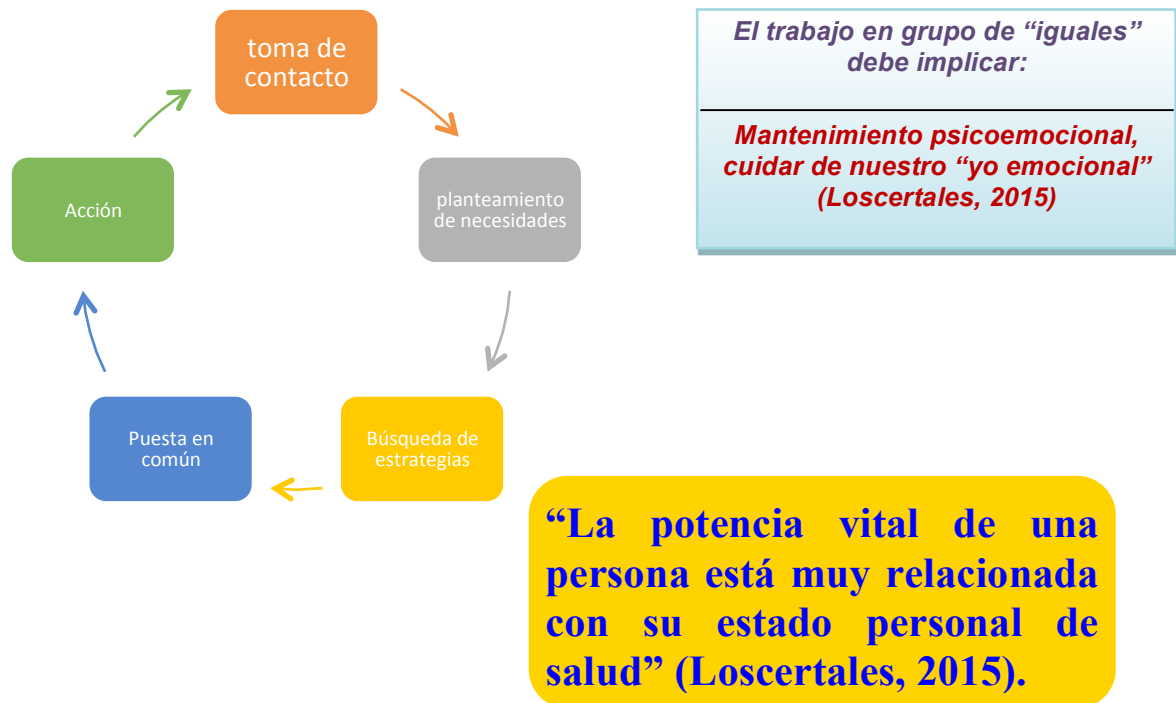 toma de
contacto
planteamiento
de necesidades
Búsqueda de
estrategias
Puesta en
común
Acción
El trabajo en grupo de “iguales”
debe implicar:
Mantenimiento psicoemocional,
cuidar de nuestro “yo emocional”
(Loscertales, 2015)
“La potencia vital de una
persona está muy relacionada
con su estado personal de
salud” (Loscertales, 2015).